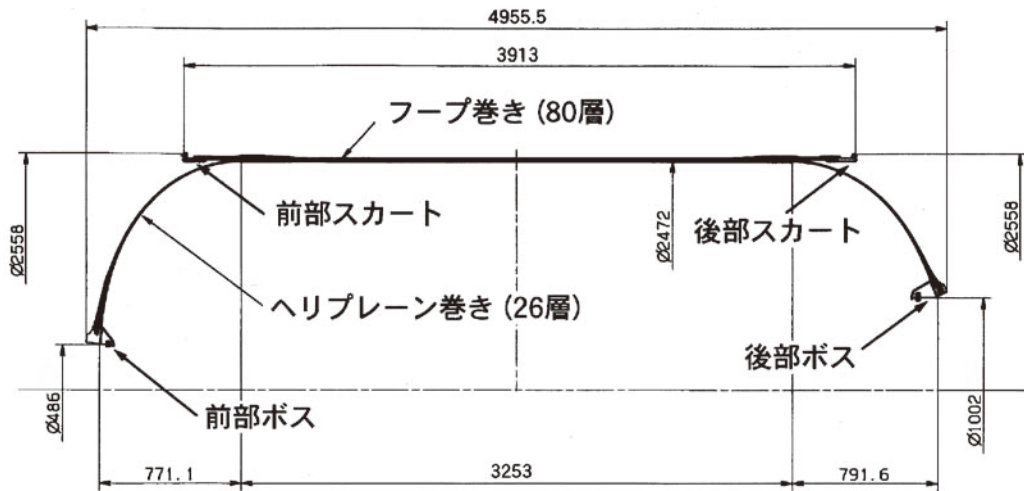 4955.5
3913
フープ巻き (80層)
前部スカート
後部スカート
Ø2558
Ø2472
Ø2558
ヘリプレーン巻き (26層)
後部ボス
前部ボス
Ø486
Ø1002
771.1
3253
791.6